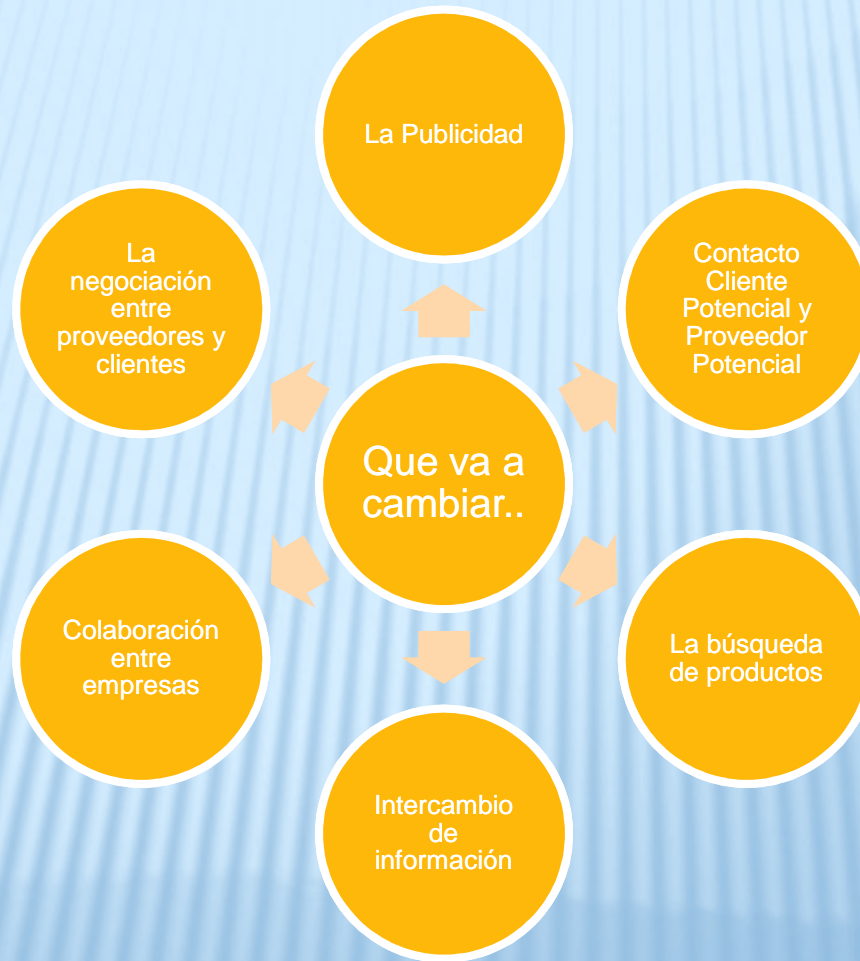 La Publicidad
La
negociación
entre
proveedores y
clientes
Contacto
Cliente
Potencial y
Proveedor
Potencial
Que va a
cambiar..
Colaboración
entre
empresas
La búsqueda
de productos
Intercambio
de
información